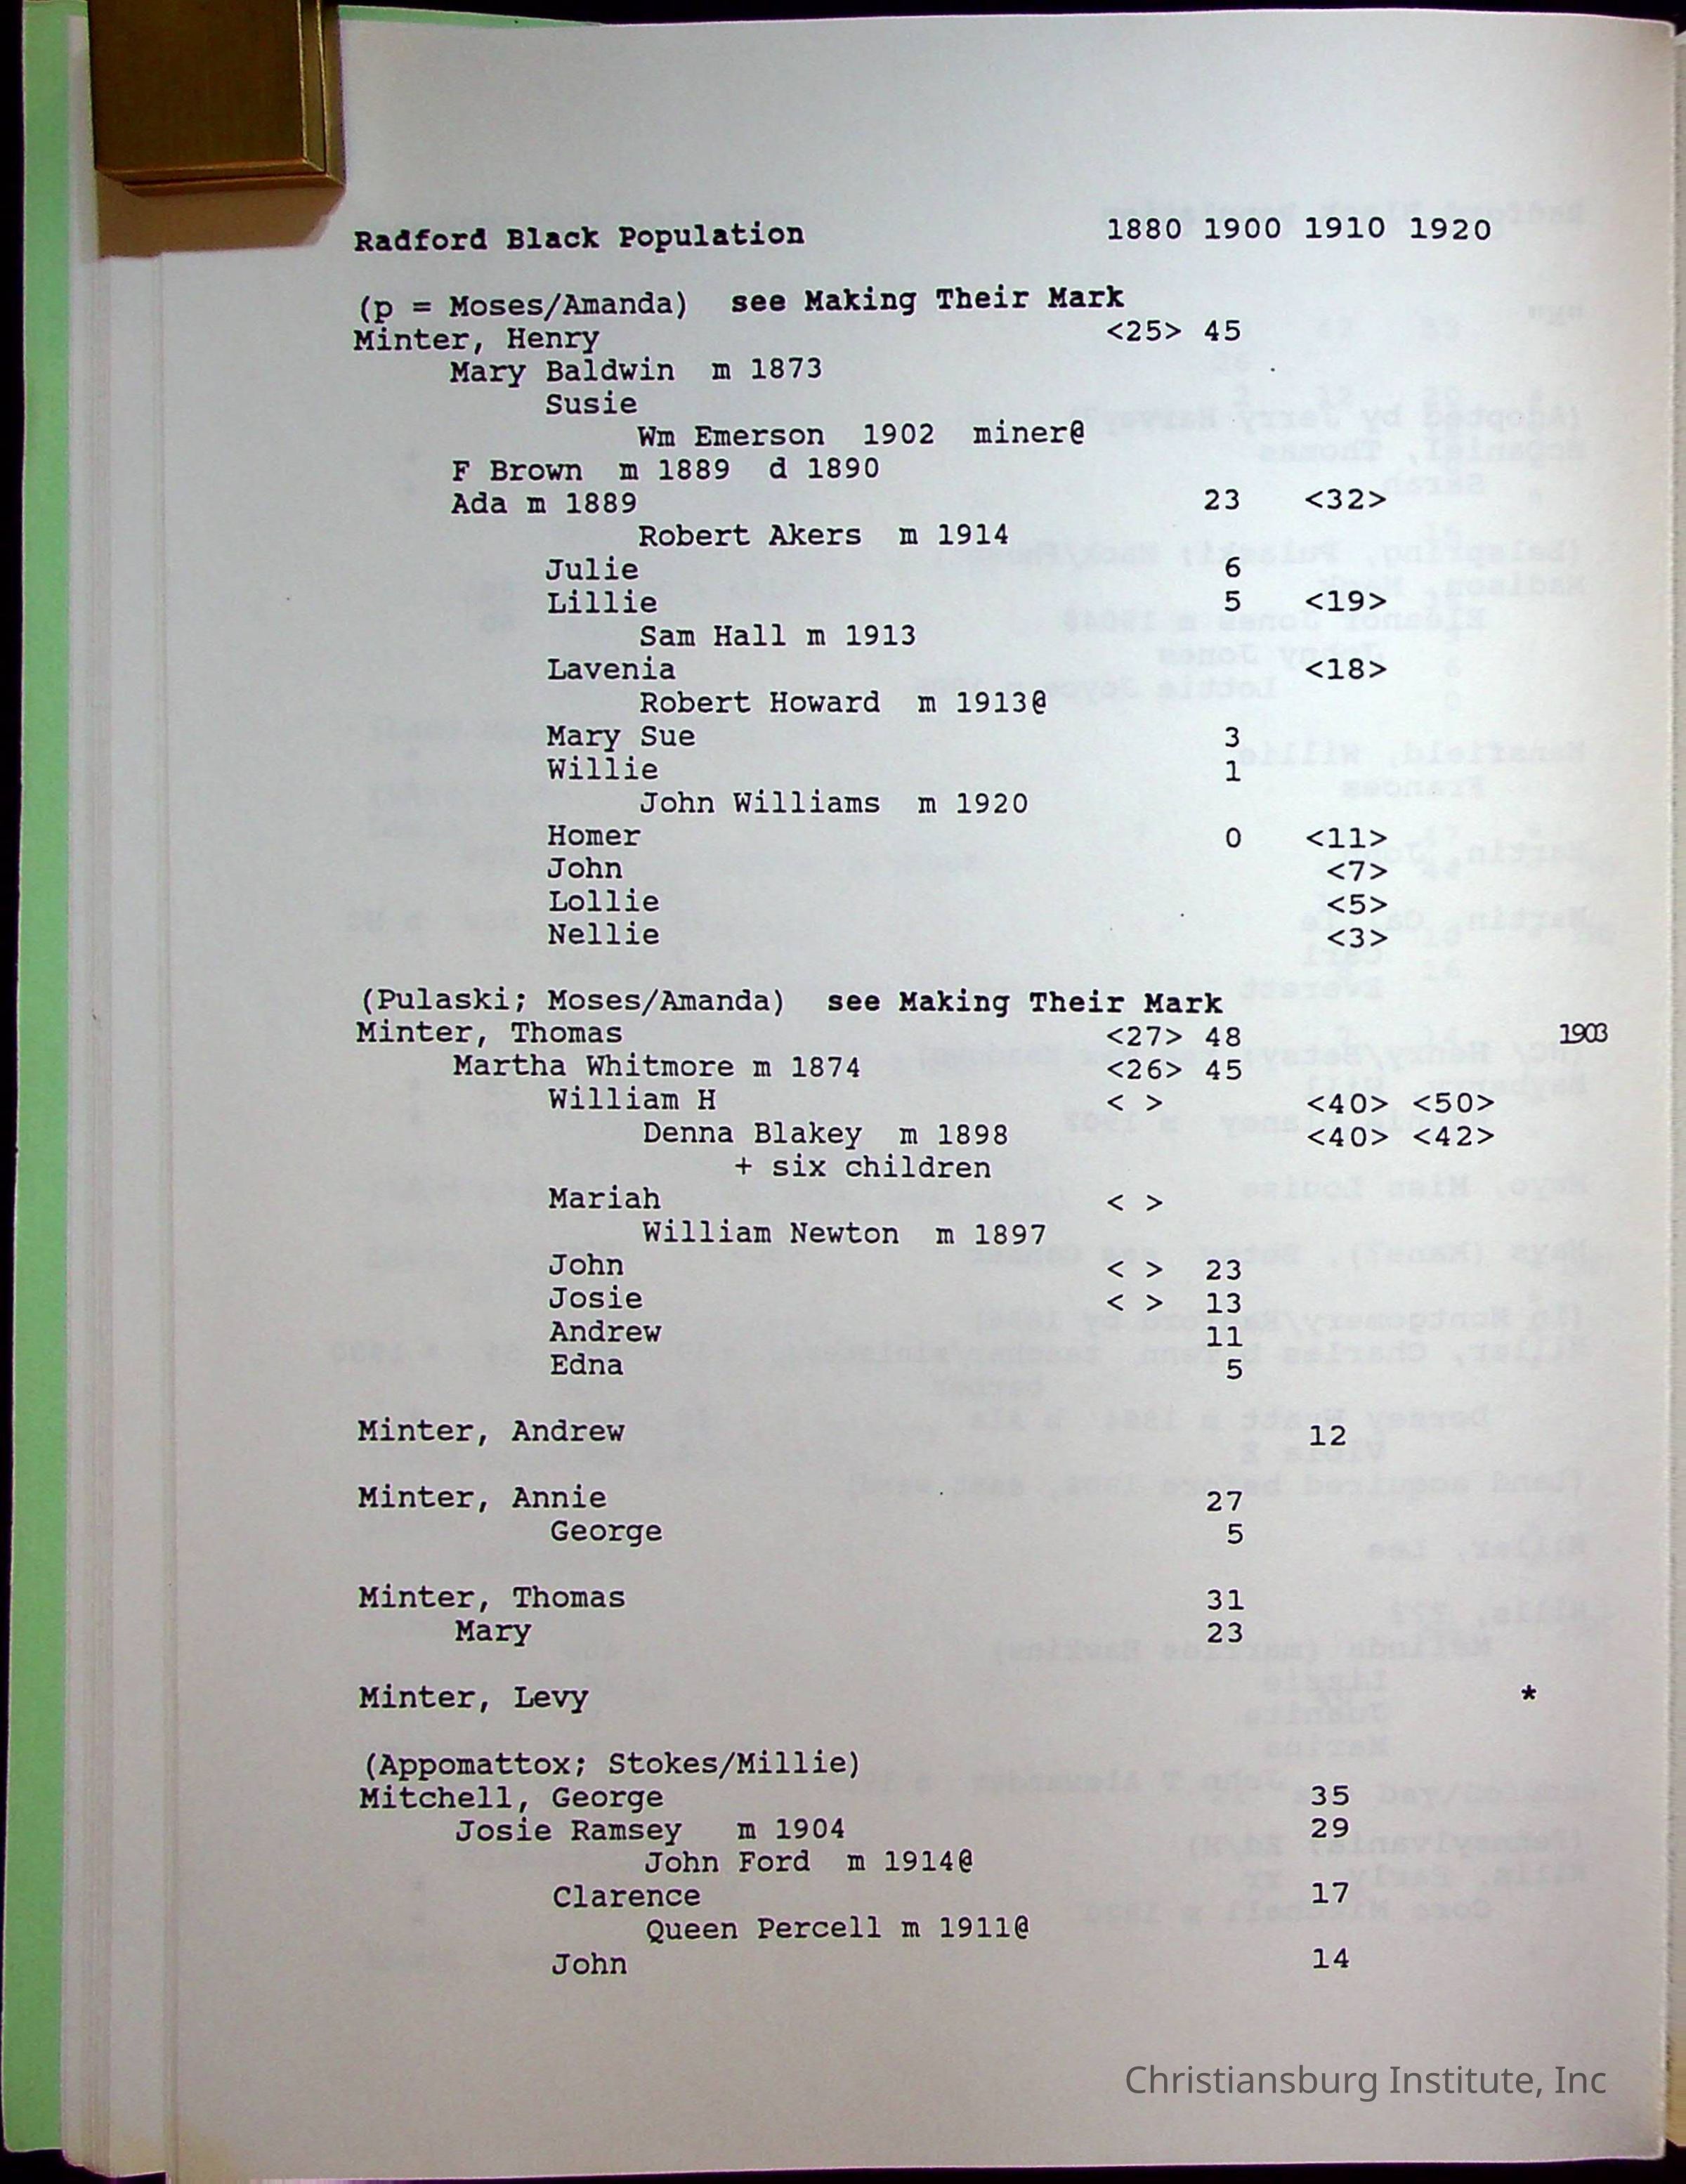 Radford Black Population 1880 1900 1910 1920
(p = Moses/Amanda) see Making Their Mark
Minter, Henry <25> 45
Mary Baldwin m 1873
Susie
Wm Emerson 1902 miner@
F Brown m 1889 d 1890
Ada m 1889 23 <32>
Robert Akers m 1914
Julie 6
Lillie 5 <19>
Sam Hall m 1913
Lavenia <18>
Robert Howard m 1913@
Mary Sue 3
Willie 1
John Williams m 1920
Homer 0 <11>
John <7>
Lollie <5>
Nellie <3>
(Pulaski; Moses/Amanda) see Making Their Mark
Minter, Thomas <27> 48 1903
Martha Whitmore m 1874 <26> 45
William H < > <40> <50>
Denna Blakey m 1898 <40> <42>
+ six children
Mariah < >
William Newton m 1897
John < > 23
Josie < > 13
Andrew 11
Edna 5
Minter, Andrew 12
Minter, Annie 27
George 5
Minter, Thomas 31
Mary 23
Minter, Levy *
(Appomattox; Stokes/Millie)
Mitchell, George 35
Josie Ramsey m 1904 29
John Ford m 1914@
Clarence 17
Queen Percell m 1911@
John 14
Christiansburg Institute, Inc